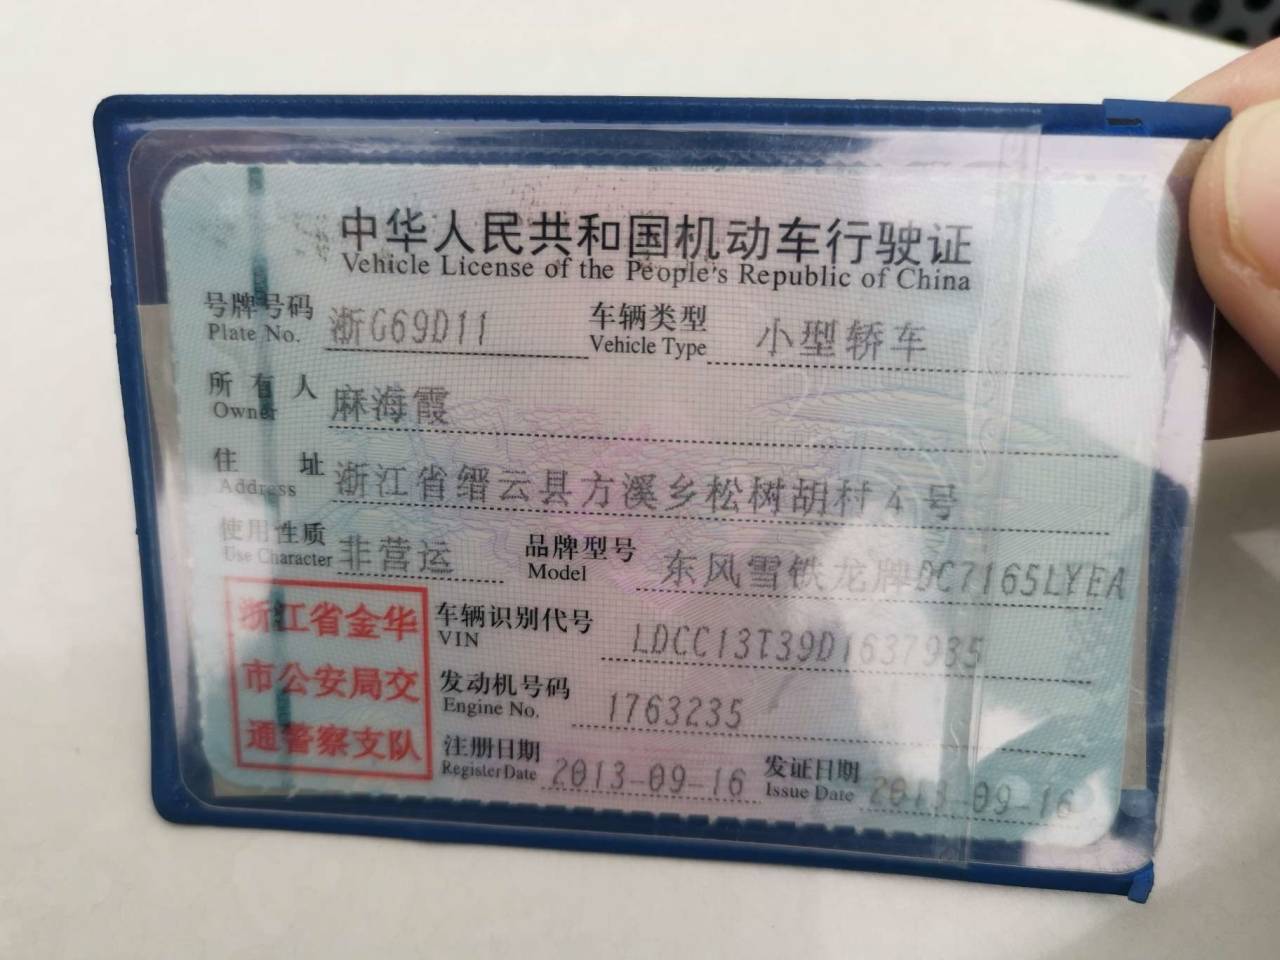 中华人民共和国机动车行驶证
Vehicle License of the People's Republic of China
号牌号码 浙G69D11 车辆类型 小型轿车
Plate No. Vehicle Type
所有人 麻海霞
Owner
住址 浙江省缙云县方溪乡松树胡村4号
Address
使用性质 非营运 品牌型号 东风雪铁龙牌DC7165LYEA
Use Character Model
浙江省金华
市公安局交
通警察支队
车辆识别代号 LDCC13T39D1637935
VIN
发动机号码 1763235
Engine No.
注册日期 2013-09-16 发证日期 2013-09-16
Register Date Issue Date